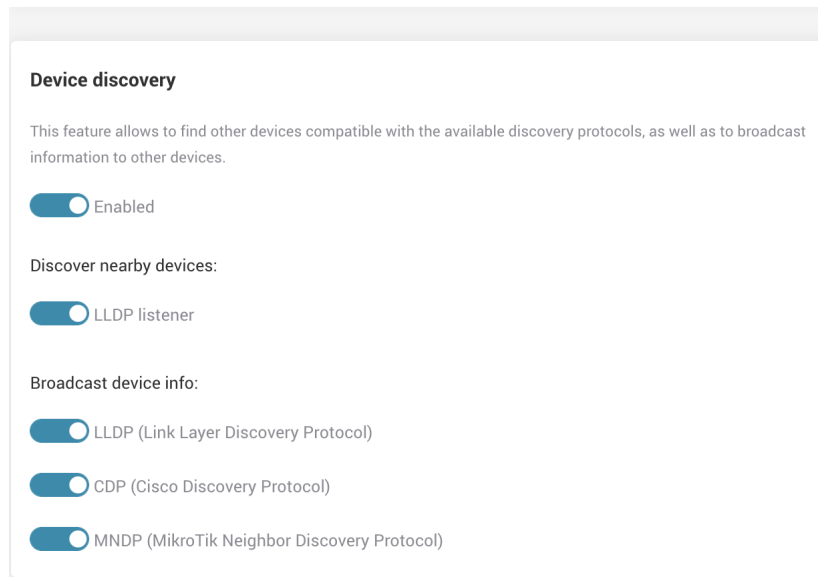 Device discovery
This feature allows to find other devices compatible with the available discovery protocols, as well as to broadcast
information to other devices.
Enabled
Discover nearby devices:
LLDP listener
Broadcast device info:
LLDP (Link Layer Discovery Protocol)
CDP (Cisco Discovery Protocol)
MNDP (MikroTik Neighbor Discovery Protocol)